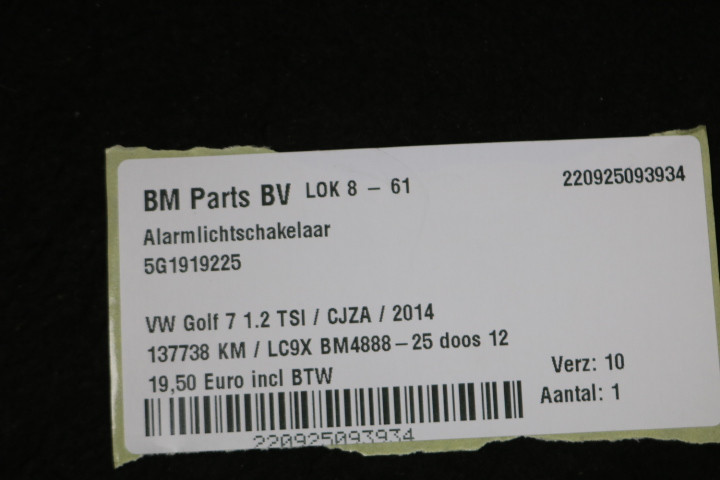 BM Parts BV LOK 8 - 61
220925093934
Alarmlichtschakelaar
5G1919225
VW Golf 7 1.2 TSI / CJZA / 2014
137738 KM / LC9X BM4888-25 doos 12
19,50 Euro incl BTW
Verz: 10
Aantal: 1
220925093934